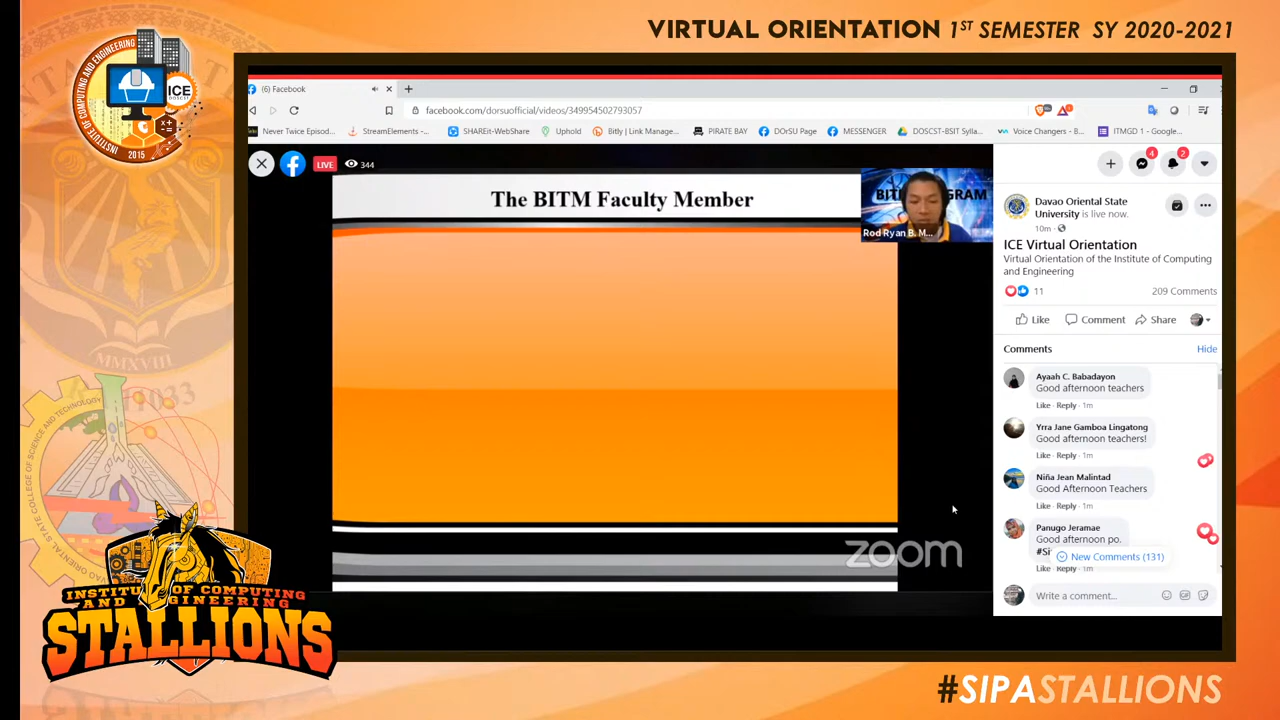 VIRTUAL ORIENTATION 1ST SEMESTER SY 2020-2021
INSTITUTE OF COMPUTING AND ENGINEERING
ICE
DOSCST
2015
(6) Facebook
facebook.com/dorsuofficial/videos/349954502793057
Never Twice Episod...
StreamElements -...
SHAREit-WebShare
Uphold
Bitly | Link Manage...
PIRATE BAY
DOrSU Page
MESSENGER
DOSCST-BSIT Sylla...
Voice Changers - B...
ITMGD 1 - Google...
LIVE
344
The BITM Faculty Member
Rod Ryan B. M...
4
2
Davao Oriental State
University is live now.
10m
ICE Virtual Orientation
Virtual Orientation of the Institute of Computing
and Engineering
11
209 Comments
Like
Comment
Share
Comments
Hide
Ayaah C. Babadayon
Good afternoon teachers
Like · Reply · 1m
Yrra Jane Gamboa Lingatong
Good afternoon teachers!
Like · Reply · 1m
Niña Jean Malintad
Good Afternoon Teachers
Like · Reply · 1m
Panugo Jeramae
Good afternoon po.
New Comments (131)
Like · Reply · 1m
Write a comment...
zoom
MMXVIII
INSTITUTE OF COMPUTING
AND ENGINEERING
STALLIONS
#SIPASTALLIONS